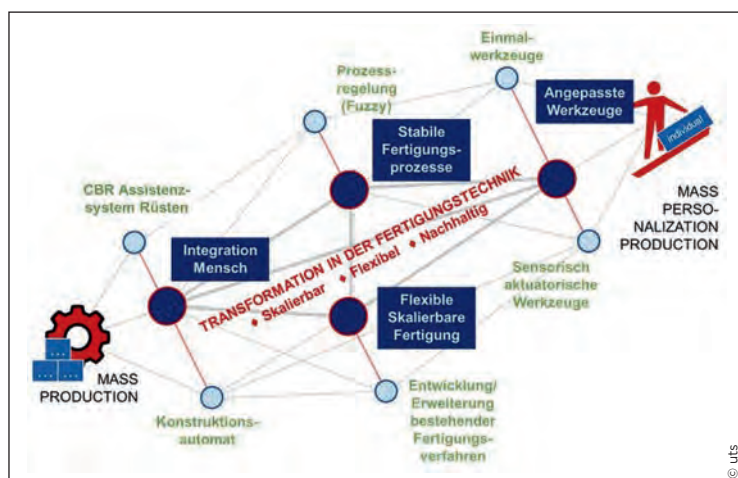 Einmal-
werkzeuge
Prozess-
regelung
(Fuzzy)
Angepasste
Werkzeuge
individual
Stabile
Fertigungs-
prozesse
CBR Assistenz-
system Rüsten
MASS
PERSO-
NALIZATION
PRODUCTION
Integration
Mensch
TRANSFORMATION IN DER FERTIGUNGSTECHNIK
♦ Skalierbar ♦ Flexibel ♦ Nachhaltig
Sensorisch
aktuatorische
Werkzeuge
Flexible
Skalierbare
Fertigung
MASS
PRODUCTION
Konstruktions-
automat
Entwicklung/
Erweiterung
bestehender
Fertigungs-
verfahren
© uts